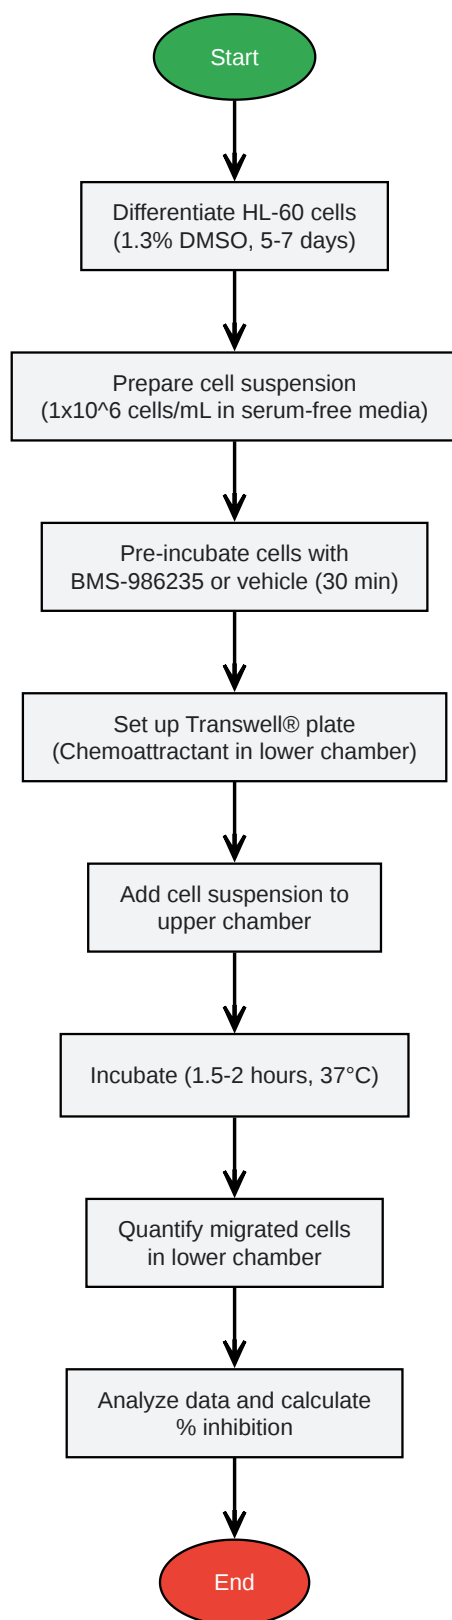 Start
Differentiate HL-60 cells
(1.3% DMSO, 5-7 days)
Prepare cell suspension
(1x10^6 cells/mL in serum-free media)
Pre-incubate cells with
BMS-986235 or vehicle (30 min)
Set up Transwell® plate
(Chemoattractant in lower chamber)
Add cell suspension to
upper chamber
Incubate (1.5-2 hours, 37°C)
Quantify migrated cells
in lower chamber
Analyze data and calculate
% inhibition
End